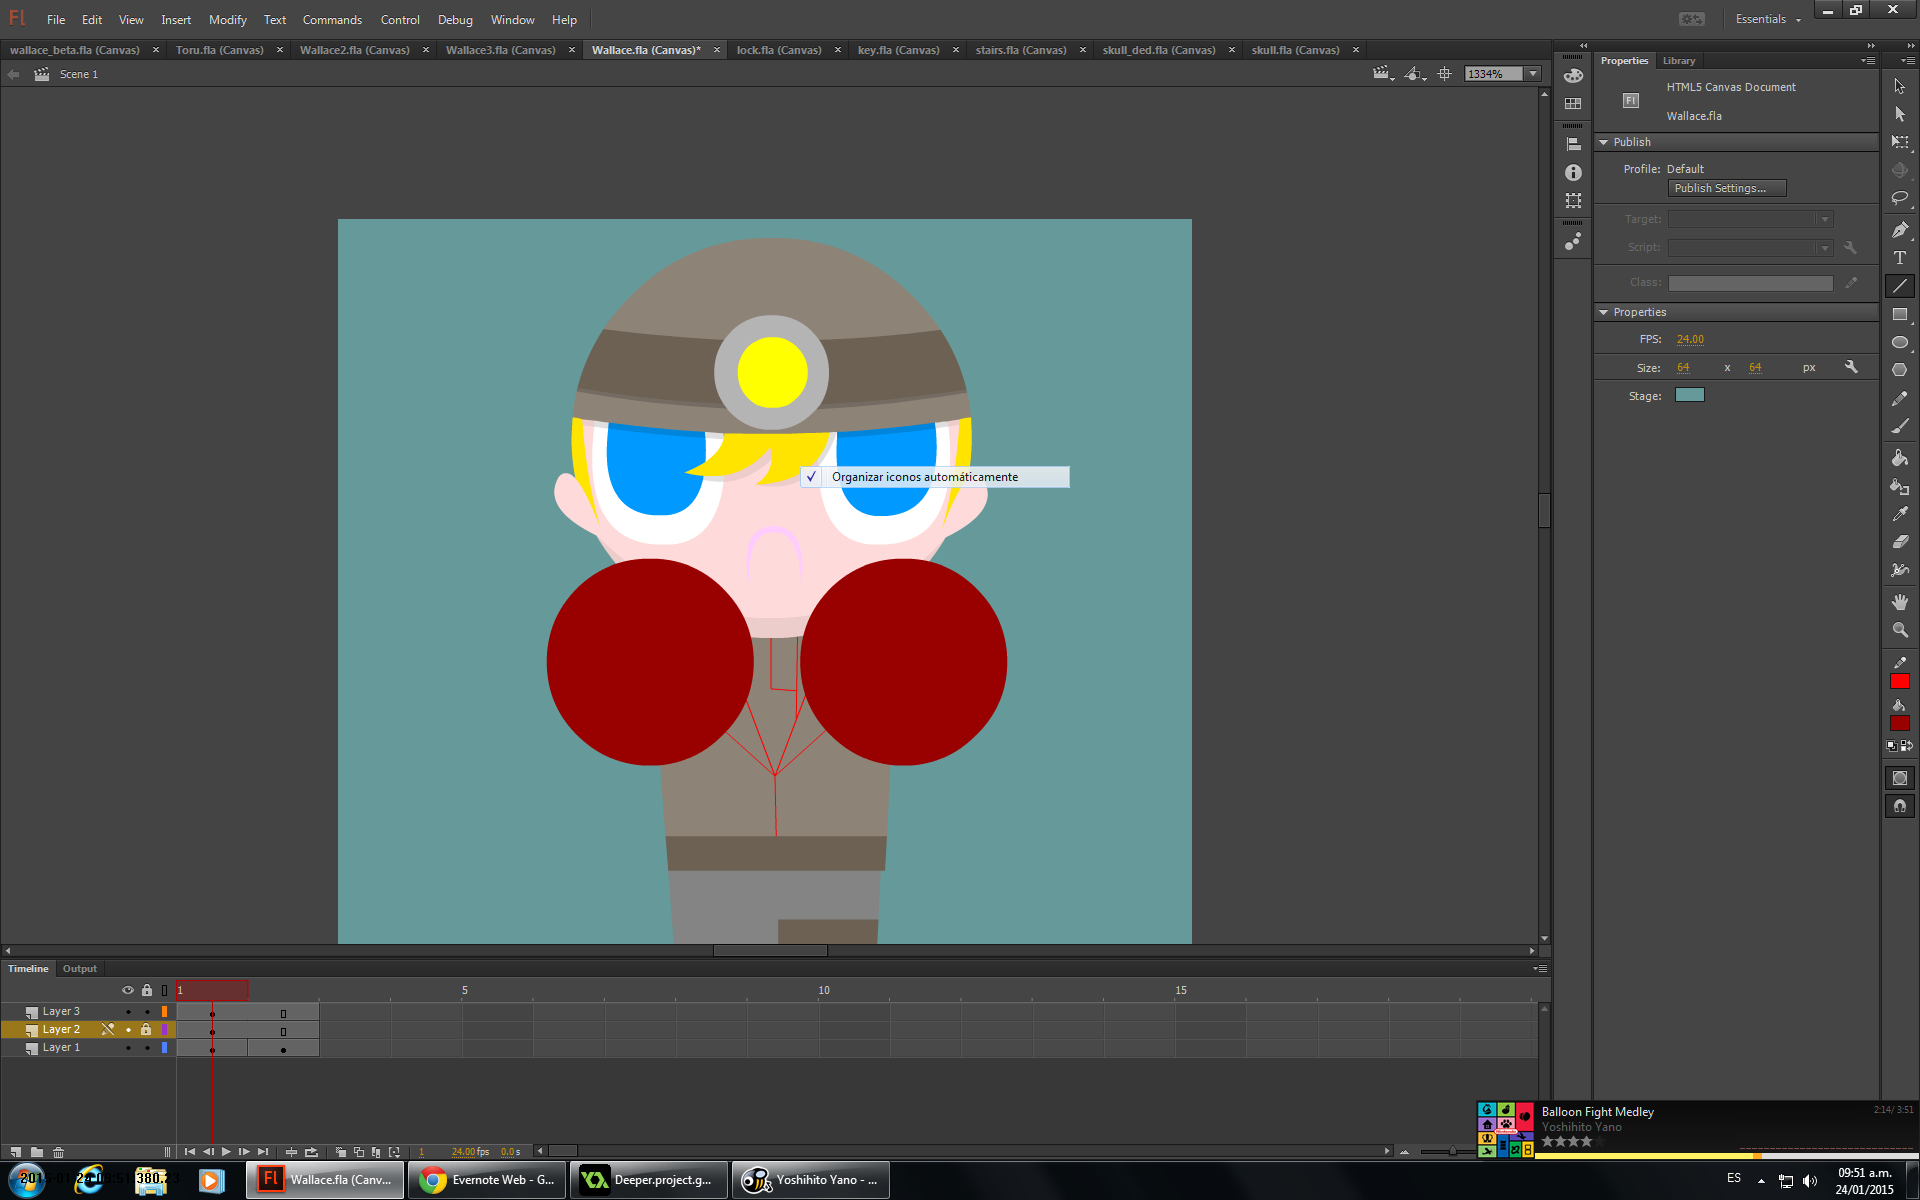 Fl File Edit View Insert Modify Text Commands Control Debug Window Help Essentials
wallace_beta.fla (Canvas) × Toru.fla (Canvas) × Wallace2.fla (Canvas) × Wallace3.fla (Canvas) × Wallace.fla (Canvas)* × lock.fla (Canvas) × key.fla (Canvas) × stairs.fla (Canvas) × skull_ded.fla (Canvas) × skull.fla (Canvas) ×
Scene 1
1334%
Properties Library
HTML5 Canvas Document
Fl
Wallace.fla
Publish
Profile: Default
Publish Settings...
Target:
Script:
Class:
Properties
FPS: 24.00
Size: 64 x 64 px
Stage:
T
Organizar iconos automáticamente
Timeline Output
1 5 10 15
Layer 3
Layer 2
Layer 1
1 24.00 fps 0.0 s
Balloon Fight Medley
2:14/ 3:51
Yoshihito Yano
Fl Wallace.fla (Canv...
Evernote Web - G...
Deeper.project.g...
Yoshihito Yano - ...
ES
09:51 a.m.
24/01/2015